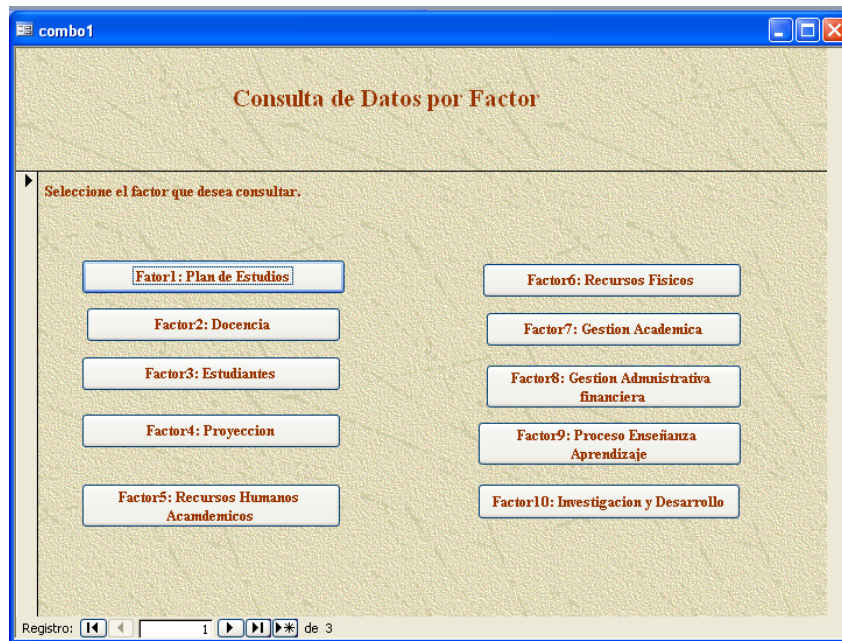 combo1
Consulta de Datos por Factor
Seleccione el factor que desea consultar.
Fator1: Plan de Estudios
Factor2: Docencia
Factor3: Estudiantes
Factor4: Proyeccion
Factor5: Recursos Humanos
Acamdemicos
Factor6: Recursos Fisicos
Factor7: Gestion Academica
Factor8: Gestion Admnistrativa
financiera
Factor9: Proceso Enseñanza
Aprendizaje
Factor10: Investigacion y Desarrollo
Registro: 1 de 3